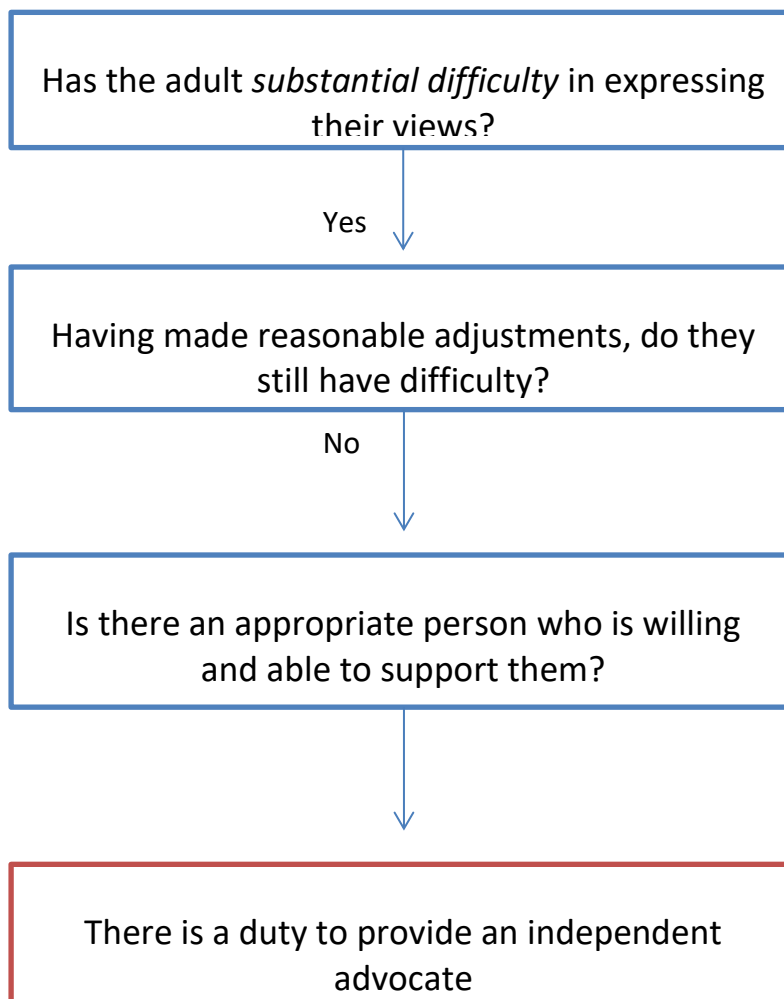 Has the adult substantial difficulty in expressing
their views?
Yes
Having made reasonable adjustments, do they
still have difficulty?
No
Is there an appropriate person who is willing
and able to support them?
There is a duty to provide an independent
advocate